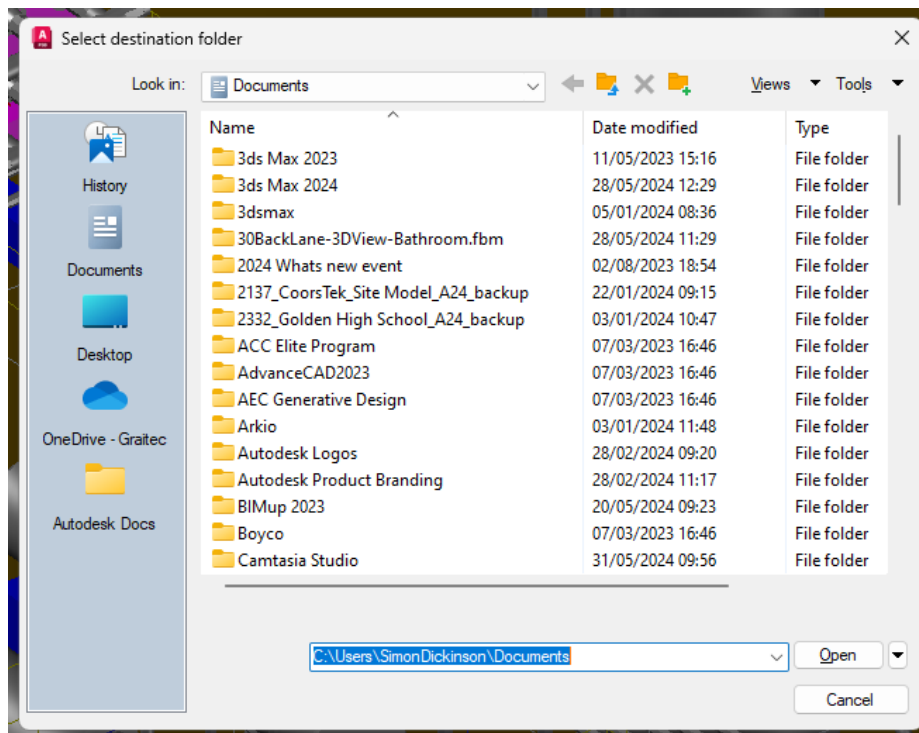 Select destination folder
Look in: Documents Views Tools
Name Date modified Type
3ds Max 2023 11/05/2023 15:16 File folder
3ds Max 2024 28/05/2024 12:29 File folder
3dsmax 05/01/2024 08:36 File folder
30BackLane-3DView-Bathroom.fbm 28/05/2024 11:29 File folder
2024 Whats new event 02/08/2023 18:54 File folder
2137_CoorsTek_Site Model_A24_backup 22/01/2024 09:15 File folder
2332_Golden High School_A24_backup 03/01/2024 10:47 File folder
ACC Elite Program 07/03/2023 16:46 File folder
AdvanceCAD2023 07/03/2023 16:46 File folder
AEC Generative Design 07/03/2023 16:46 File folder
Arkio 03/01/2024 11:48 File folder
Autodesk Logos 28/02/2024 09:20 File folder
Autodesk Product Branding 28/02/2024 11:17 File folder
BIMup 2023 20/05/2024 09:23 File folder
Boyco 07/03/2023 16:46 File folder
Camtasia Studio 31/05/2024 09:56 File folder
History
Documents
Desktop
OneDrive - Graitec
Autodesk Docs
C:\Users\SimonDickinson\Documents Open
Cancel